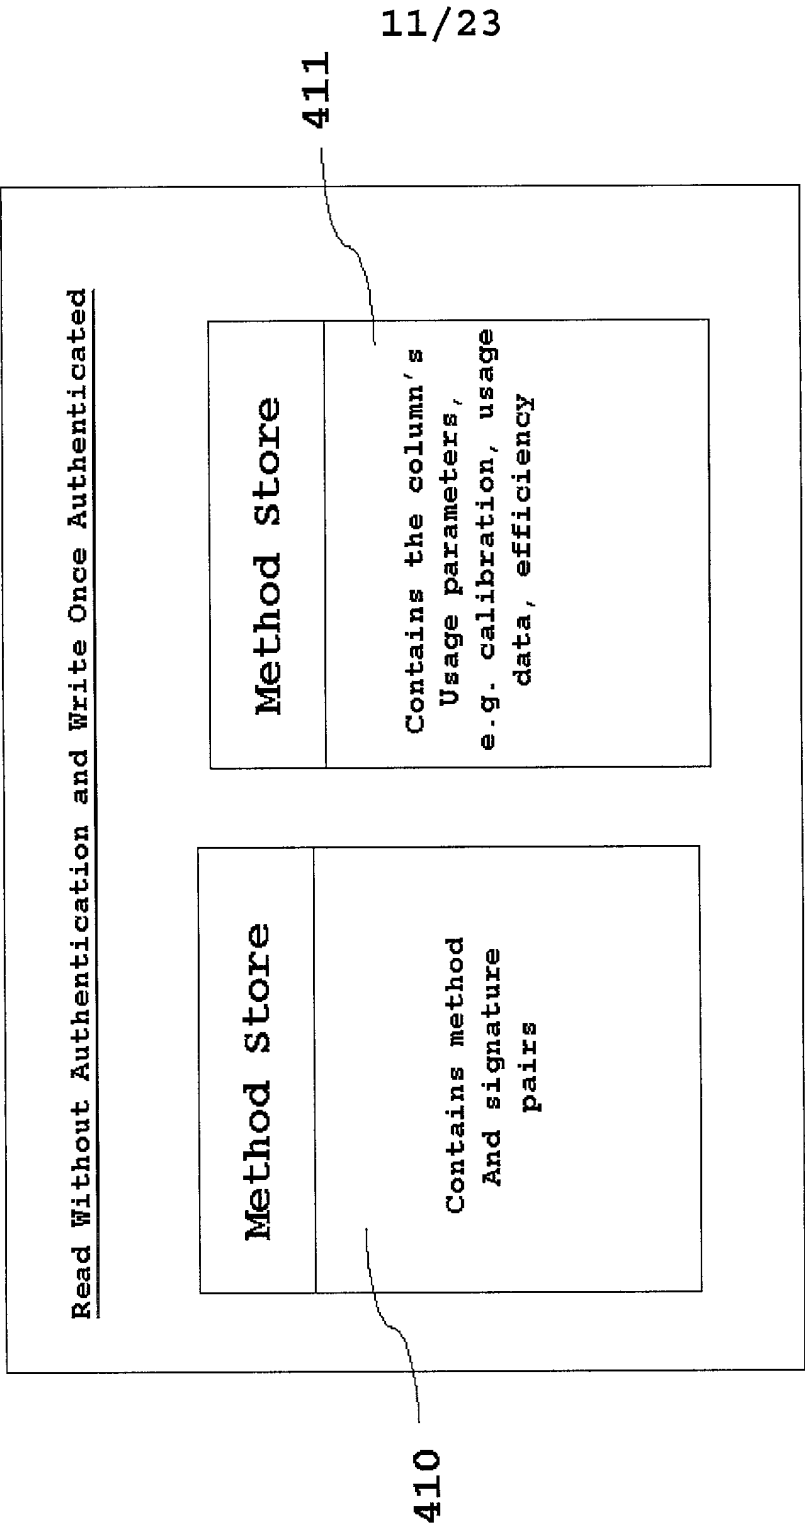 11/23
Read Without Authentication and Write Once Authenticated
Method Store
Contains method
And signature
pairs
410
Method Store
Contains the column's
Usage parameters,
e.g. calibration, usage
data, efficiency
411